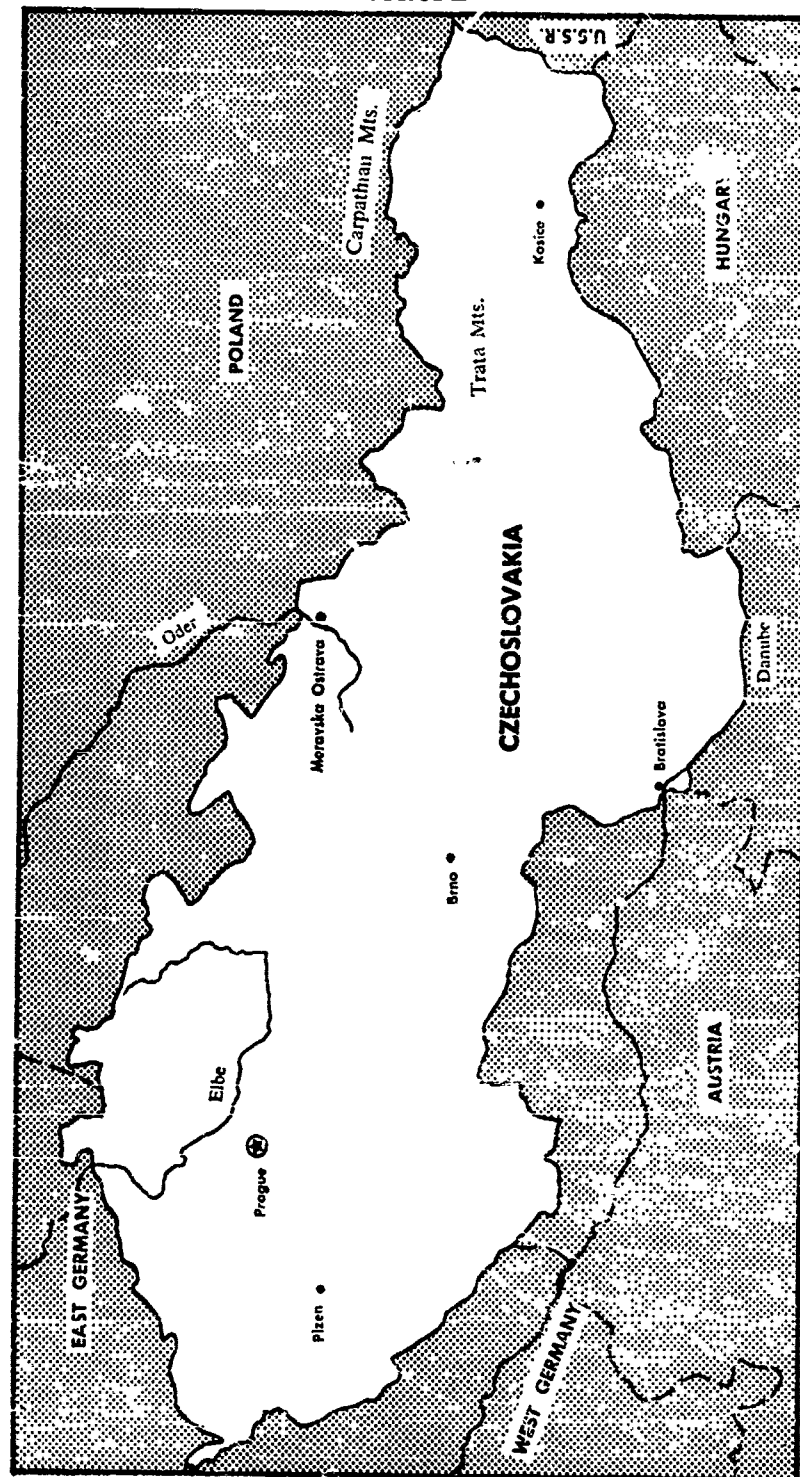 POLAND
U.S.S.R.
Carpathian Mts.
Oder
Trata Mts.
Kosice
HUNGARY
Moravska Ostrava
CZECHOSLOVAKIA
Elbe
EAST GERMANY
Prague
Brno
Bratislava
Danube
Plzen
AUSTRIA
WEST GERMANY